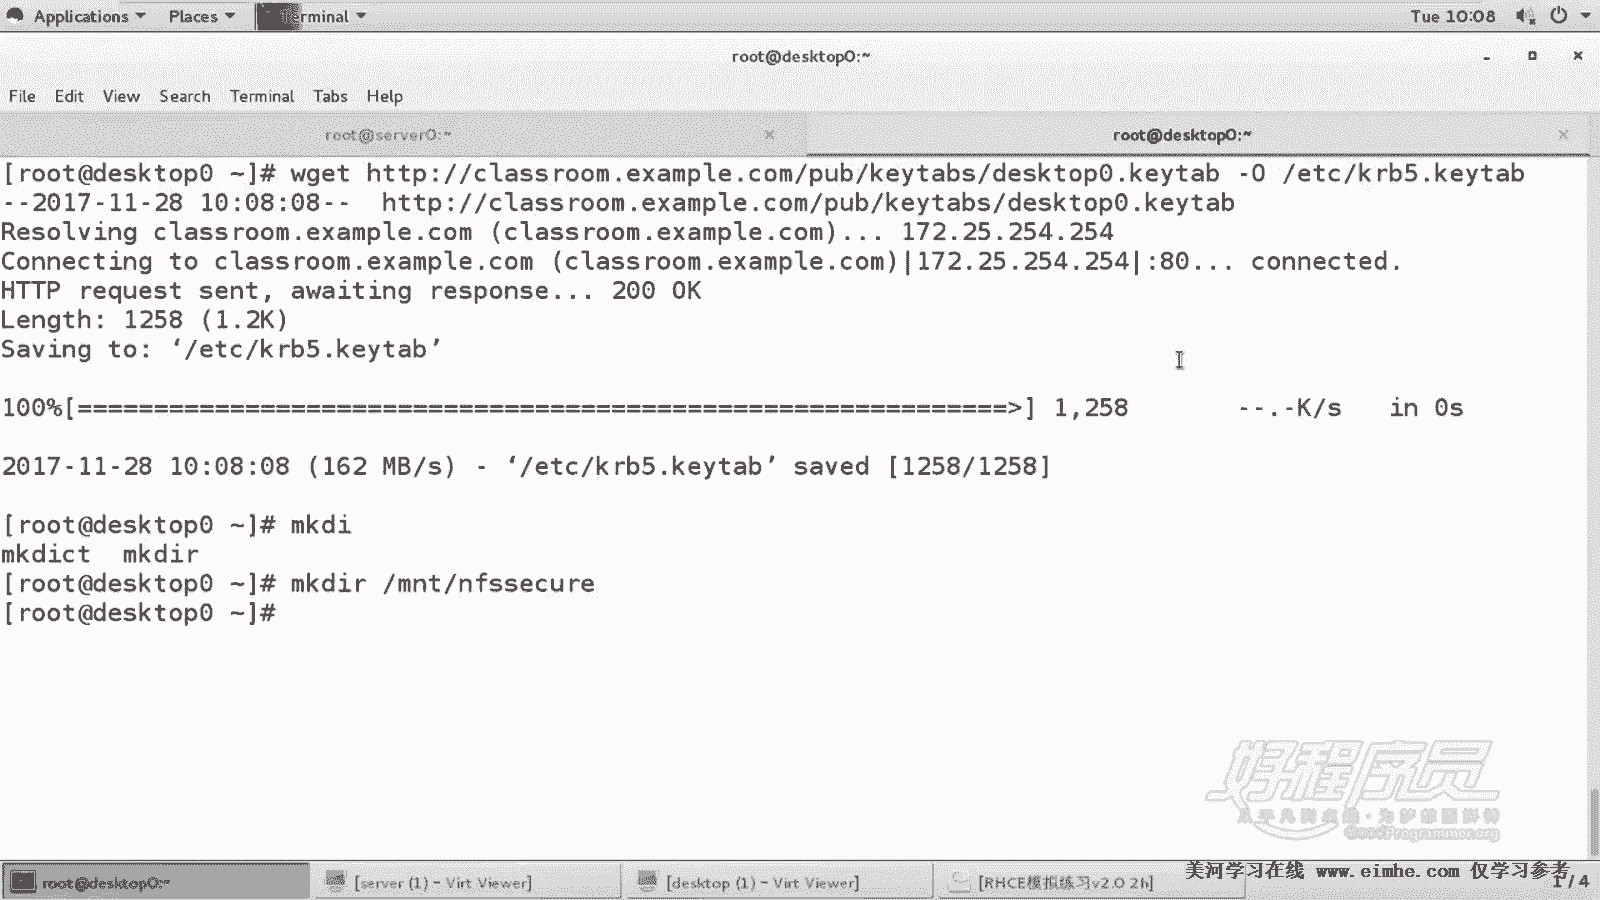 Applications Places Terminal Tue 10:08
root@desktop0:~
File Edit View Search Terminal Tabs Help
root@server0:~ root@desktop0:~
[root@desktop0 ~]# wget http://classroom.example.com/pub/keytabs/desktop0.keytab -O /etc/krb5.keytab
--2017-11-28 10:08:08--  http://classroom.example.com/pub/keytabs/desktop0.keytab
Resolving classroom.example.com (classroom.example.com)... 172.25.254.254
Connecting to classroom.example.com (classroom.example.com)|172.25.254.254|:80... connected.
HTTP request sent, awaiting response... 200 OK
Length: 1258 (1.2K)
Saving to: ‘/etc/krb5.keytab’
100%[=============================================================>] 1,258       --.-K/s   in 0s
2017-11-28 10:08:08 (162 MB/s) - ‘/etc/krb5.keytab’ saved [1258/1258]
[root@desktop0 ~]# mkdi
mkdict  mkdir
[root@desktop0 ~]# mkdir /mnt/nfssecure
[root@desktop0 ~]#
好程序员
GoodProgrammer.org
美河学习在线 www.eimhe.com 仅学习参考
root@desktop0:~ [server (1) - Virt Viewer] [desktop (1) - Virt Viewer] [RHCE模拟练习v2.0 2h] 1 / 4